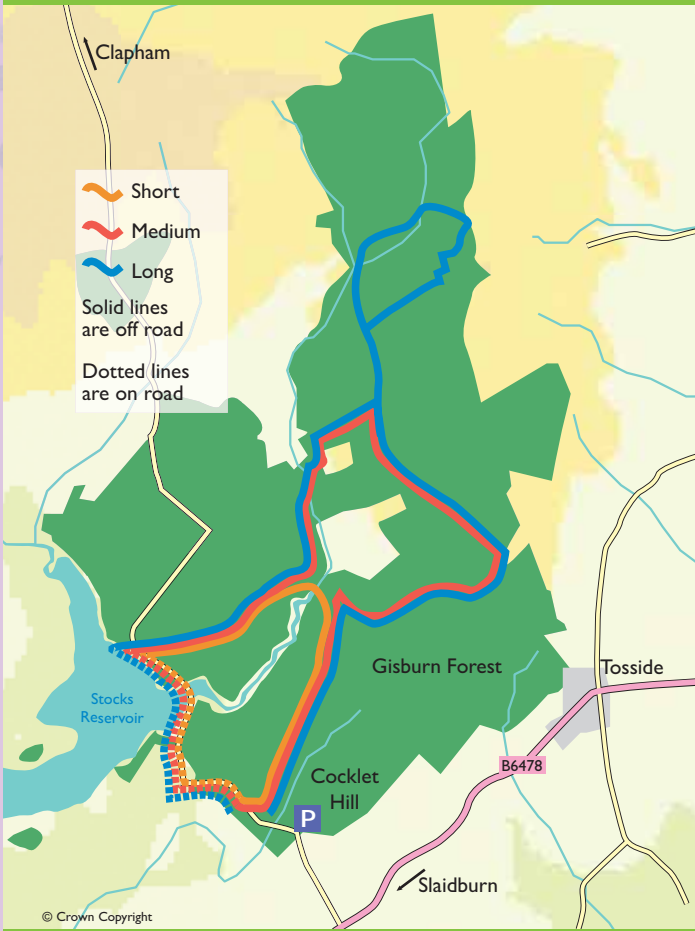 Clapham
Short
Medium
Long
Solid lines
are off road
Dotted lines
are on road
Gisburn Forest
Tosside
Stocks
Reservoir
B6478
Cocklet
Hill
P
Slaidburn
© Crown Copyright